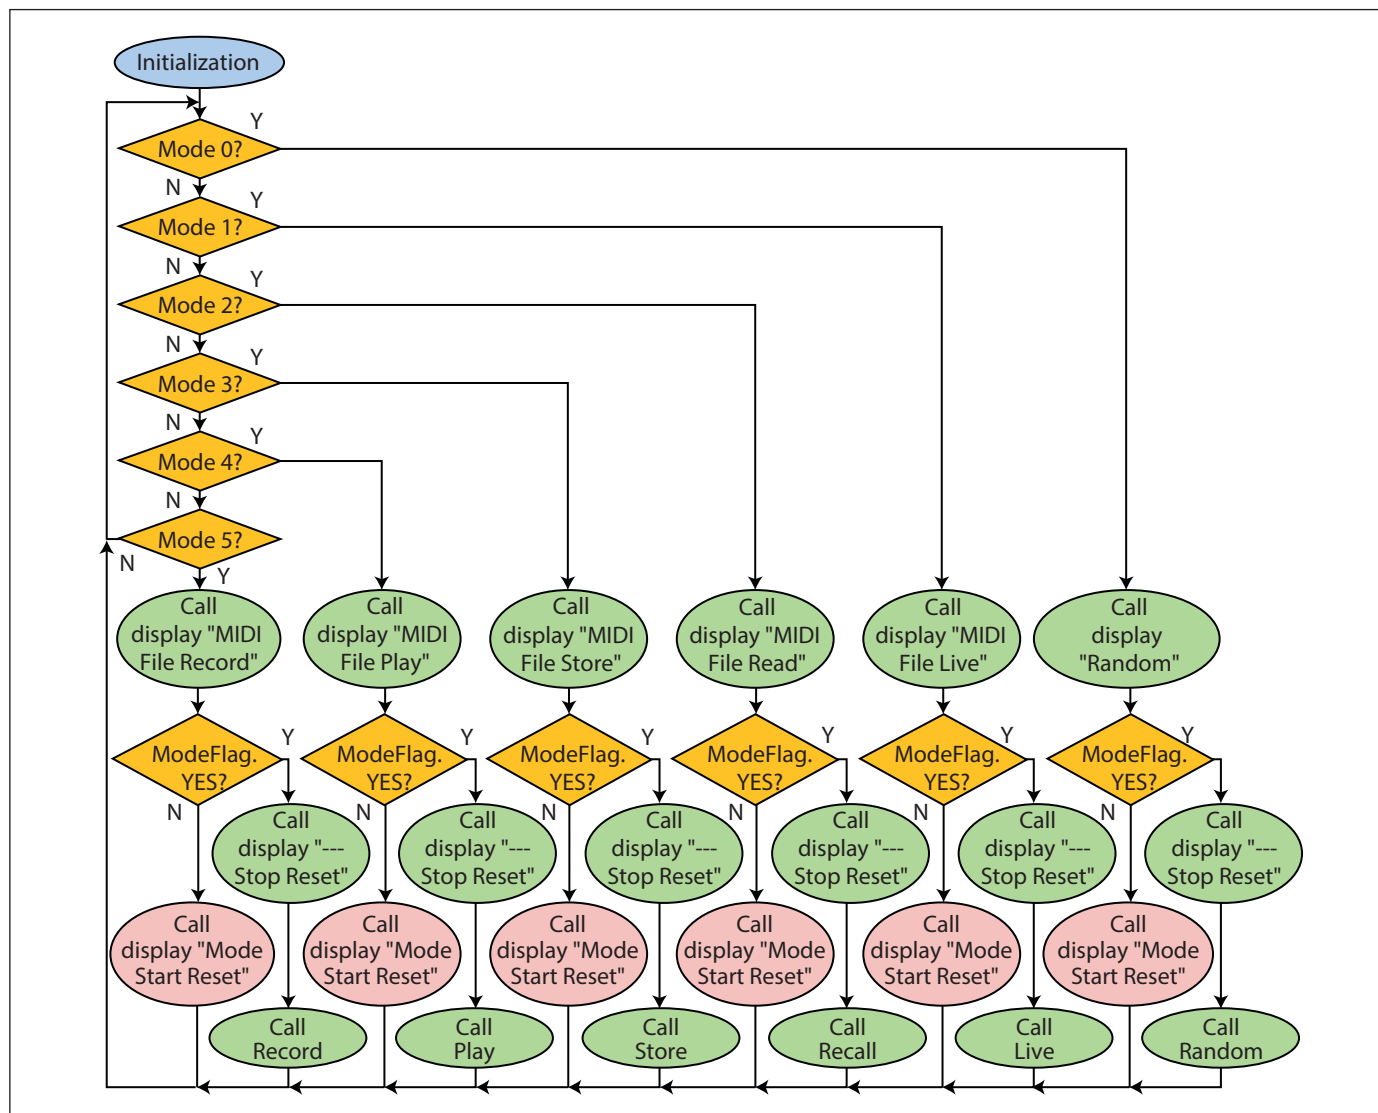 Initialization
Y
Mode 0?
N
Y
Mode 1?
N
Y
Mode 2?
N
Y
Mode 3?
N
Y
Mode 4?
N
Mode 5?
N
Y
Call
display "MIDI
File Record"
Call
display "MIDI
File Play"
Call
display "MIDI
File Store"
Call
display "MIDI
File Read"
Call
display "MIDI
File Live"
Call
display
"Random"
ModeFlag.
YES?
Y
N
ModeFlag.
YES?
Y
N
ModeFlag.
YES?
Y
N
ModeFlag.
YES?
Y
N
ModeFlag.
YES?
Y
N
ModeFlag.
YES?
Y
N
Call
display "---
Stop Reset"
Call
display "---
Stop Reset"
Call
display "---
Stop Reset"
Call
display "---
Stop Reset"
Call
display "---
Stop Reset"
Call
display "---
Stop Reset"
Call
display "Mode
Start Reset"
Call
display "Mode
Start Reset"
Call
display "Mode
Start Reset"
Call
display "Mode
Start Reset"
Call
display "Mode
Start Reset"
Call
display "Mode
Start Reset"
Call
Record
Call
Play
Call
Store
Call
Recall
Call
Live
Call
Random